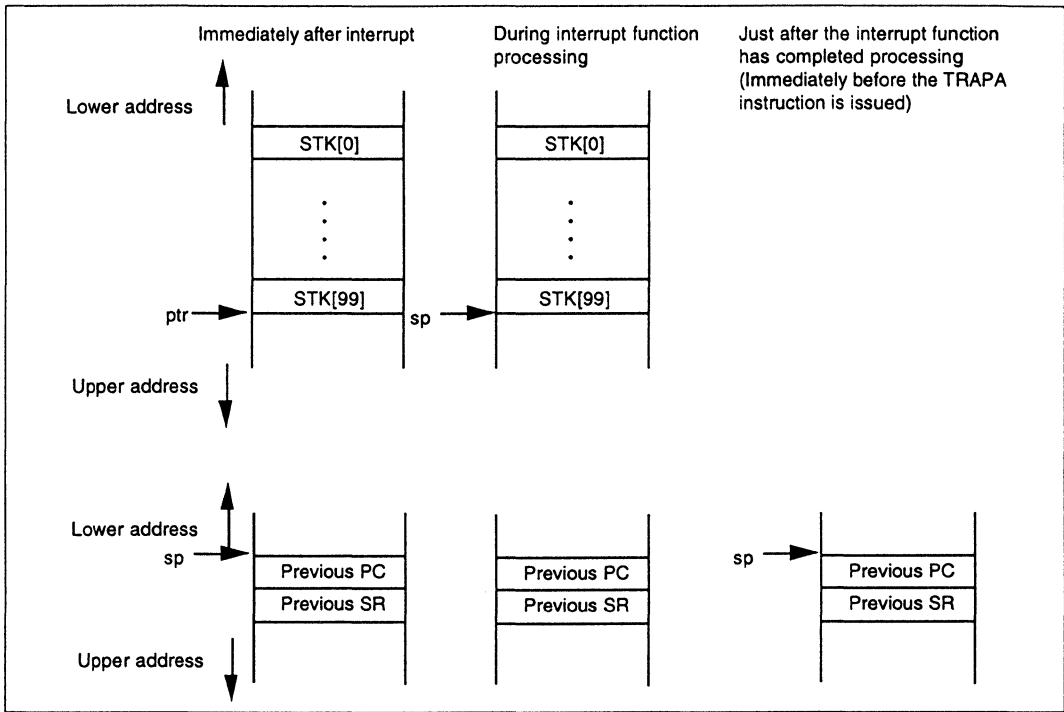 Immediately after interrupt
During interrupt function
processing
Just after the interrupt function
has completed processing
(Immediately before the TRAPA
instruction is issued)
Lower address
STK[0]
STK[0]
STK[99]
STK[99]
ptr
sp
Upper address
Lower address
sp
sp
Previous PC
Previous PC
Previous PC
Previous SR
Previous SR
Previous SR
Upper address